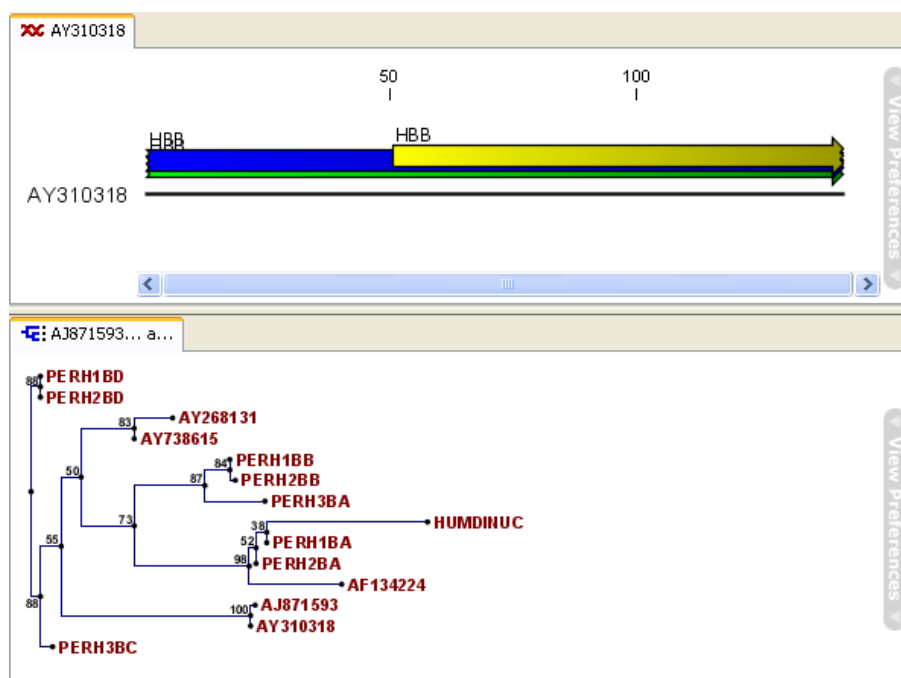 AY310318
50 100
HBB
HBB
HBB
AY310318
View Preferences
AJ871593... a...
88 PERH1BD
PERH2BD
83 AY268131
AY738615
50
84 PERH1BB
PERH2BB
87
PERH3BA
73
38 HUMDINUC
52 PERH1BA
98 PERH2BA
55
AF134224
100 AJ871593
AY310318
88
PERH3BC
View Preferences